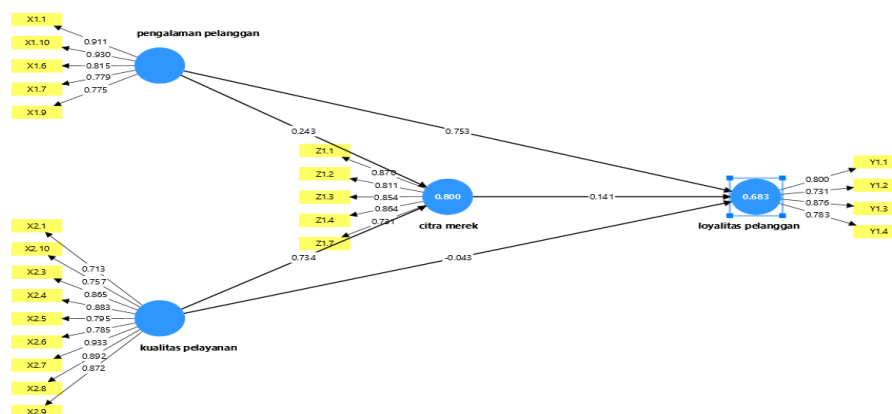 X1.1
X1.10
X1.6
X1.7
X1.9
0.911
0.930
0.815
0.779
0.775
pengalaman pelanggan
0.243
0.753
Z1.1
Z1.2
Z1.3
Z1.4
Z1.7
0.870
0.811
0.854
0.864
0.731
0.800
citra merek
0.141
0.734
-0.043
0.683
loyalitas pelanggan
0.800
0.731
0.876
0.783
Y1.1
Y1.2
Y1.3
Y1.4
X2.1
X2.10
X2.3
X2.4
X2.5
X2.6
X2.7
X2.8
X2.9
0.713
0.757
0.865
0.883
0.795
0.785
0.933
0.892
0.872
kualitas pelayanan